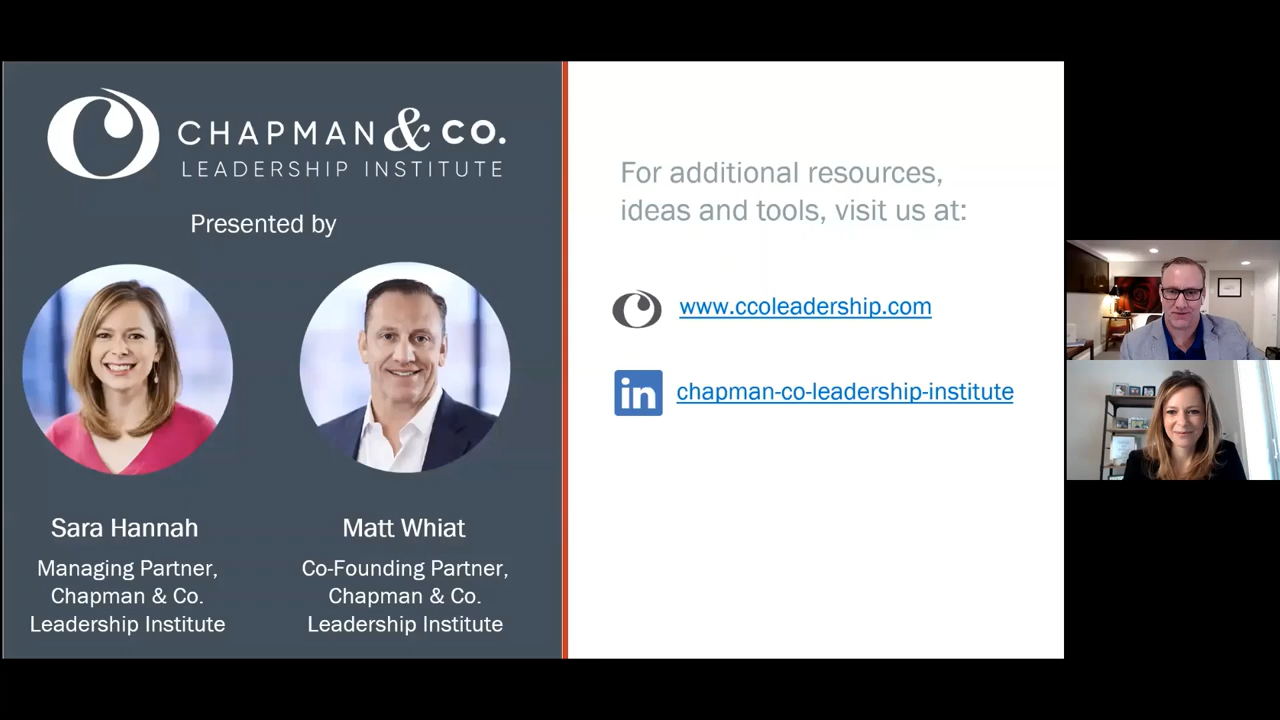 CHAPMAN & CO.
LEADERSHIP INSTITUTE
Presented by
Sara Hannah
Managing Partner,
Chapman & Co.
Leadership Institute
Matt Whiat
Co-Founding Partner,
Chapman & Co.
Leadership Institute
For additional resources,
ideas and tools, visit us at:
www.ccoleadership.com
in
chapman-co-leadership-institute